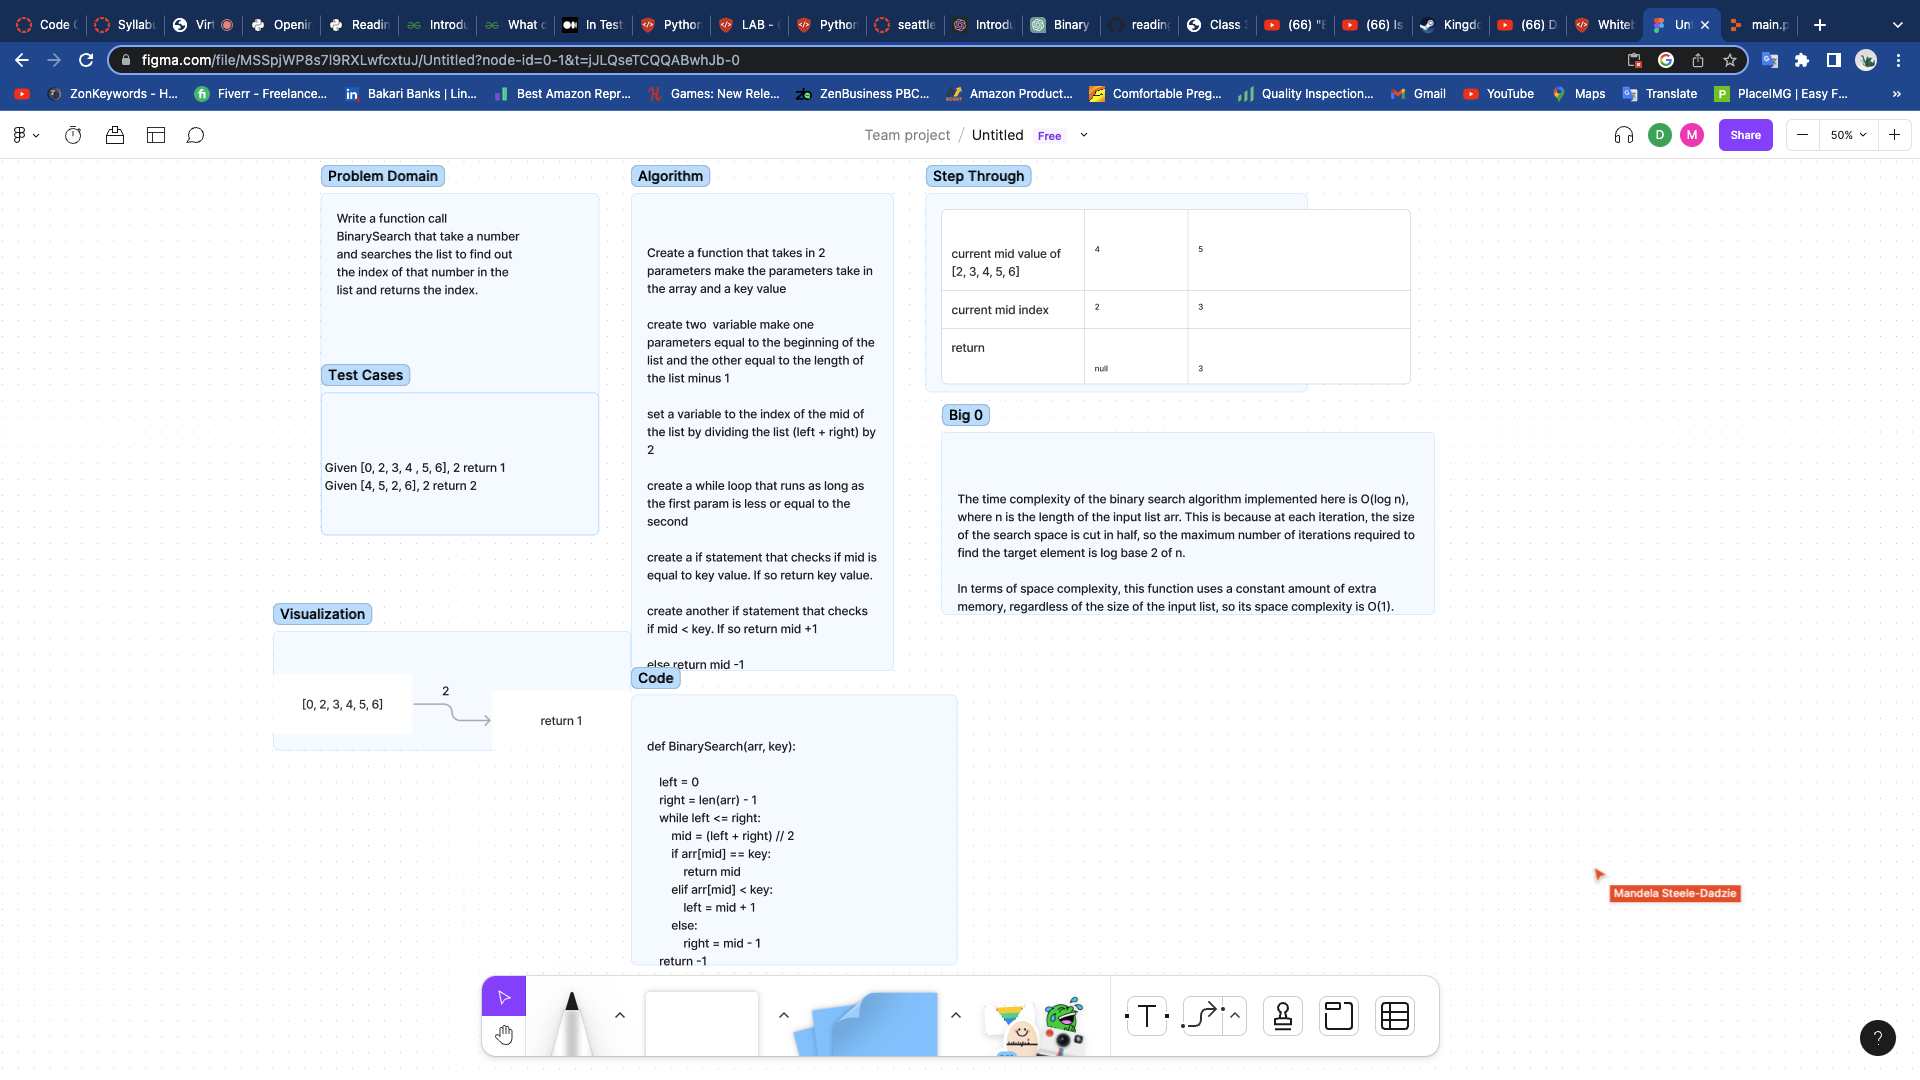 Code (
Syllab
Virt
Openir
Readin
Introdu
What c
In Test
Python
LAB - (
Python
seattle
Introdu
Binary
reading
Class
(66) "E
(66) Is
Kingdo
(66) D
Whiteb
Un
main.p
figma.com/file/MSSpjWP8s7l9RXLwfcxtuJ/Untitled?node-id=0-1&t=jJLQseTCQQABwhJb-0
ZonKeywords - H...
Fiverr - Freelance...
Bakari Banks | Lin...
Best Amazon Repr...
Games: New Rele...
ZenBusiness PBC...
Amazon Product...
Comfortable Preg...
Quality Inspection...
Gmail
YouTube
Maps
Translate
PlaceIMG | Easy F...
»
Team project / Untitled Free
D
M
Share
50%
Problem Domain
Write a function call
BinarySearch that take a number
and searches the list to find out
the index of that number in the
list and returns the index.
Test Cases
Given [0, 2, 3, 4 , 5, 6], 2 return 1
Given [4, 5, 2, 6], 2 return 2
Visualization
[0, 2, 3, 4, 5, 6]
2
return 1
Algorithm
Create a function that takes in 2
parameters make the parameters take in
the array and a key value
create two  variable make one
parameters equal to the beginning of the
list and the other equal to the length of
the list minus 1
set a variable to the index of the mid of
the list by dividing the list (left + right) by
2
create a while loop that runs as long as
the first param is less or equal to the
second
create a if statement that checks if mid is
equal to key value. If so return key value.
create another if statement that checks
if mid < key. If so return mid +1
else return mid -1
Code
def BinarySearch(arr, key):
left = 0
right = len(arr) - 1
while left <= right:
mid = (left + right) // 2
if arr[mid] == key:
return mid
elif arr[mid] < key:
left = mid + 1
else:
right = mid - 1
return -1
Step Through
current mid value of
[2, 3, 4, 5, 6]
4
5
current mid index
2
3
return
null
3
Big 0
The time complexity of the binary search algorithm implemented here is O(log n),
where n is the length of the input list arr. This is because at each iteration, the size
of the search space is cut in half, so the maximum number of iterations required to
find the target element is log base 2 of n.
In terms of space complexity, this function uses a constant amount of extra
memory, regardless of the size of the input list, so its space complexity is O(1).
Mandela Steele-Dadzie
T
?